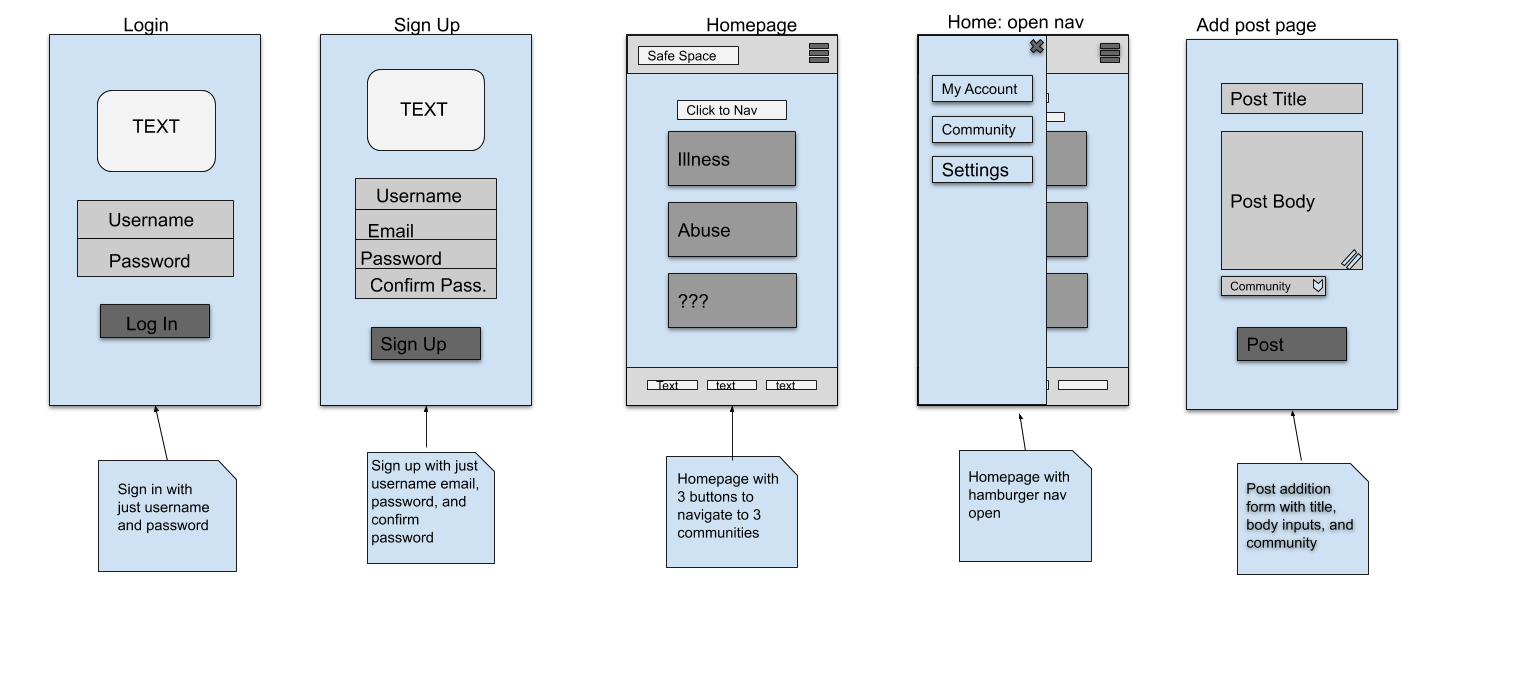 Login
TEXT
Username
Password
Log In
Sign in with
just username
and password
Sign Up
TEXT
Username
Email
Password
Confirm Pass.
Sign Up
Sign up with just
username email,
password, and
confirm
password
Homepage
Safe Space
Click to Nav
Illness
Abuse
???
Text text text
Homepage with
3 buttons to
navigate to 3
communities
Home: open nav
My Account
Community
Settings
Homepage with
hamburger nav
open
Add post page
Post Title
Post Body
Community
Post
Post addition
form with title,
body inputs, and
community